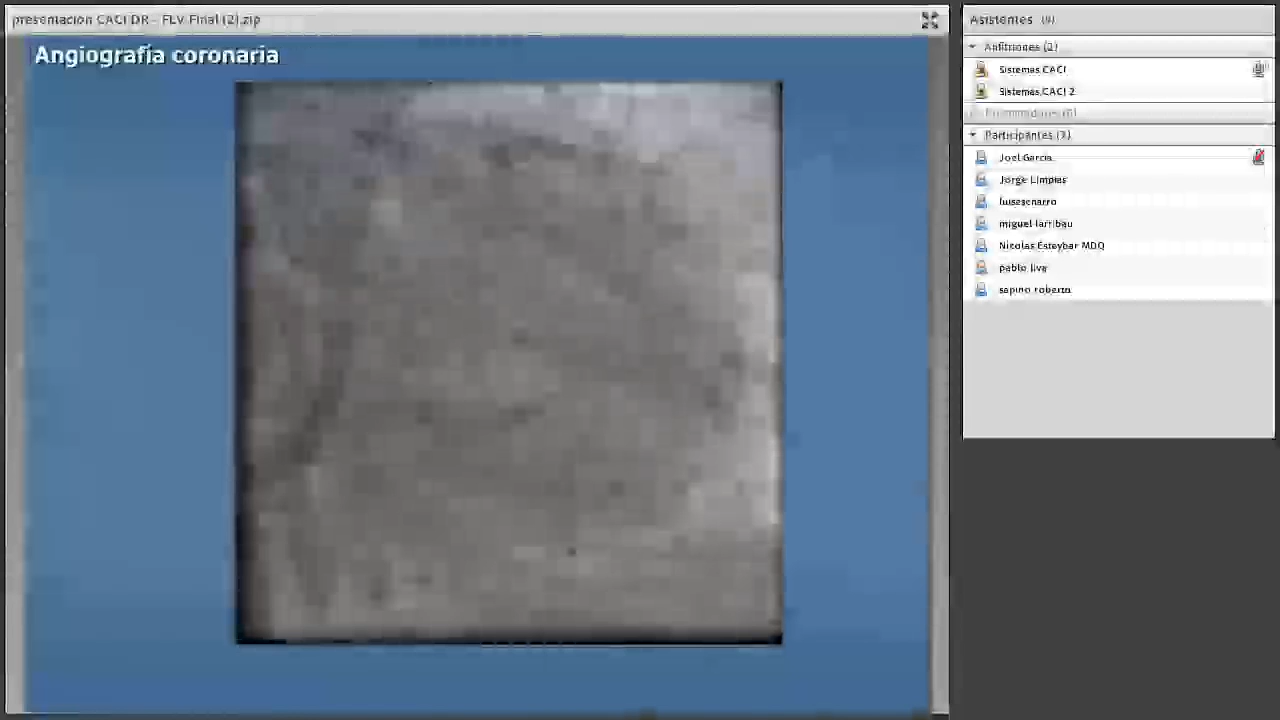 presentacion CACI DR - FLV Final (2).zip
Angiografía coronaria
Asistentes (9)
Anfitriones (2)
Sistemas CACI
Sistemas CACI 2
Participantes (7)
Joel Garcia
Jorge Limpias
miguel larribau
Nicolas Esteybar MDQ
pablo liva
sapino roberto